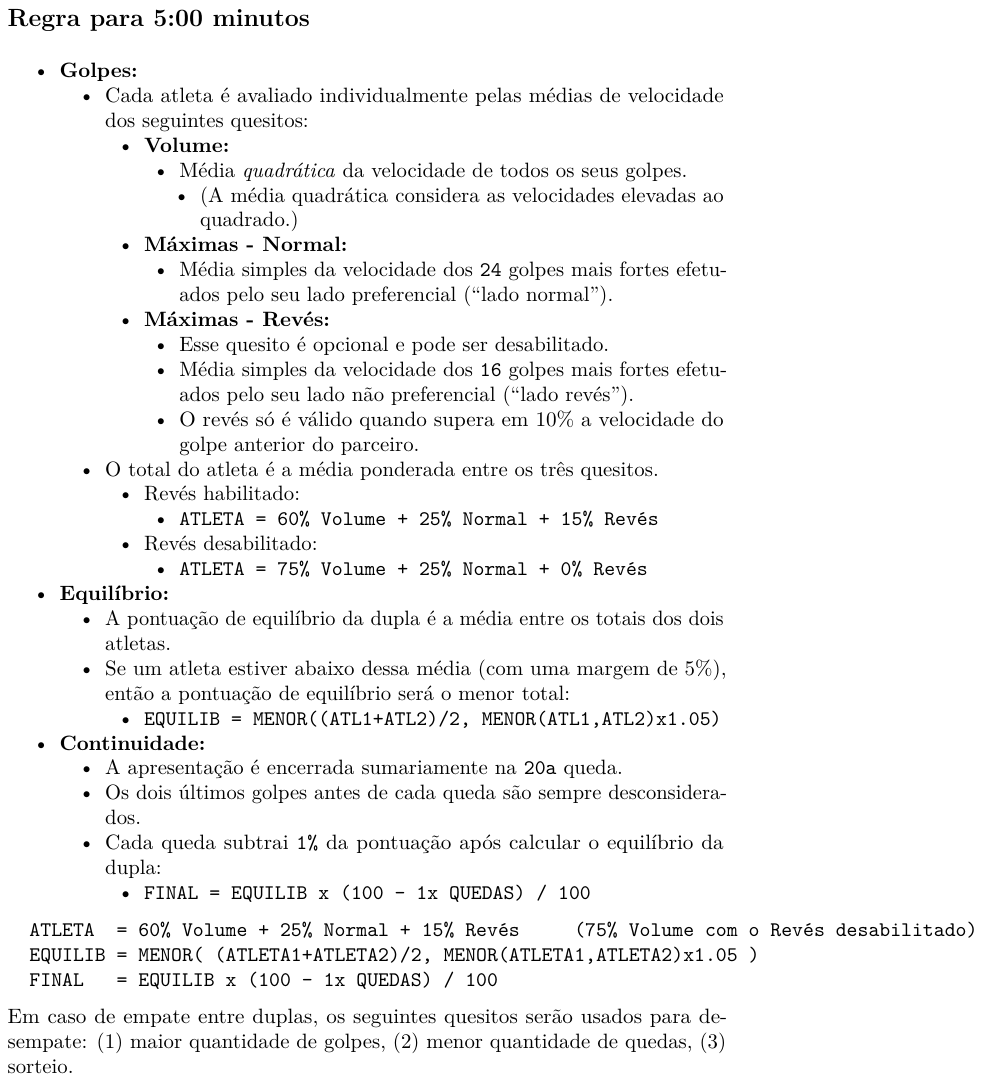 Regra para 5:00 minutos
• Golpes:
• Cada atleta é avaliado individualmente pelas médias de velocidade
dos seguintes quesitos:
• Volume:
• Média quadrática da velocidade de todos os seus golpes.
• (A média quadrática considera as velocidades elevadas ao
quadrado.)
• Máximas - Normal:
• Média simples da velocidade dos 24 golpes mais fortes efetu-
ados pelo seu lado preferencial (“lado normal”).
• Máximas - Revés:
• Esse quesito é opcional e pode ser desabilitado.
• Média simples da velocidade dos 16 golpes mais fortes efetu-
ados pelo seu lado não preferencial (“lado revés”).
• O revés só é válido quando supera em 10% a velocidade do
golpe anterior do parceiro.
• O total do atleta é a média ponderada entre os três quesitos.
• Revés habilitado:
• ATLETA = 60% Volume + 25% Normal + 15% Revés
• Revés desabilitado:
• ATLETA = 75% Volume + 25% Normal + 0% Revés
• Equilíbrio:
• A pontuação de equilíbrio da dupla é a média entre os totais dos dois
atletas.
• Se um atleta estiver abaixo dessa média (com uma margem de 5%),
então a pontuação de equilíbrio será o menor total:
• EQUILIB = MENOR((ATL1+ATL2)/2, MENOR(ATL1,ATL2)x1.05)
• Continuidade:
• A apresentação é encerrada sumariamente na 20a queda.
• Os dois últimos golpes antes de cada queda são sempre desconsidera-
dos.
• Cada queda subtrai 1% da pontuação após calcular o equilíbrio da
dupla:
• FINAL = EQUILIB x (100 - 1x QUEDAS) / 100
ATLETA  = 60% Volume + 25% Normal + 15% Revés     (75% Volume com o Revés desabilitado)
EQUILIB = MENOR( (ATLETA1+ATLETA2)/2, MENOR(ATLETA1,ATLETA2)x1.05 )
FINAL   = EQUILIB x (100 - 1x QUEDAS) / 100
Em caso de empate entre duplas, os seguintes quesitos serão usados para de-
sempate: (1) maior quantidade de golpes, (2) menor quantidade de quedas, (3)
sorteio.